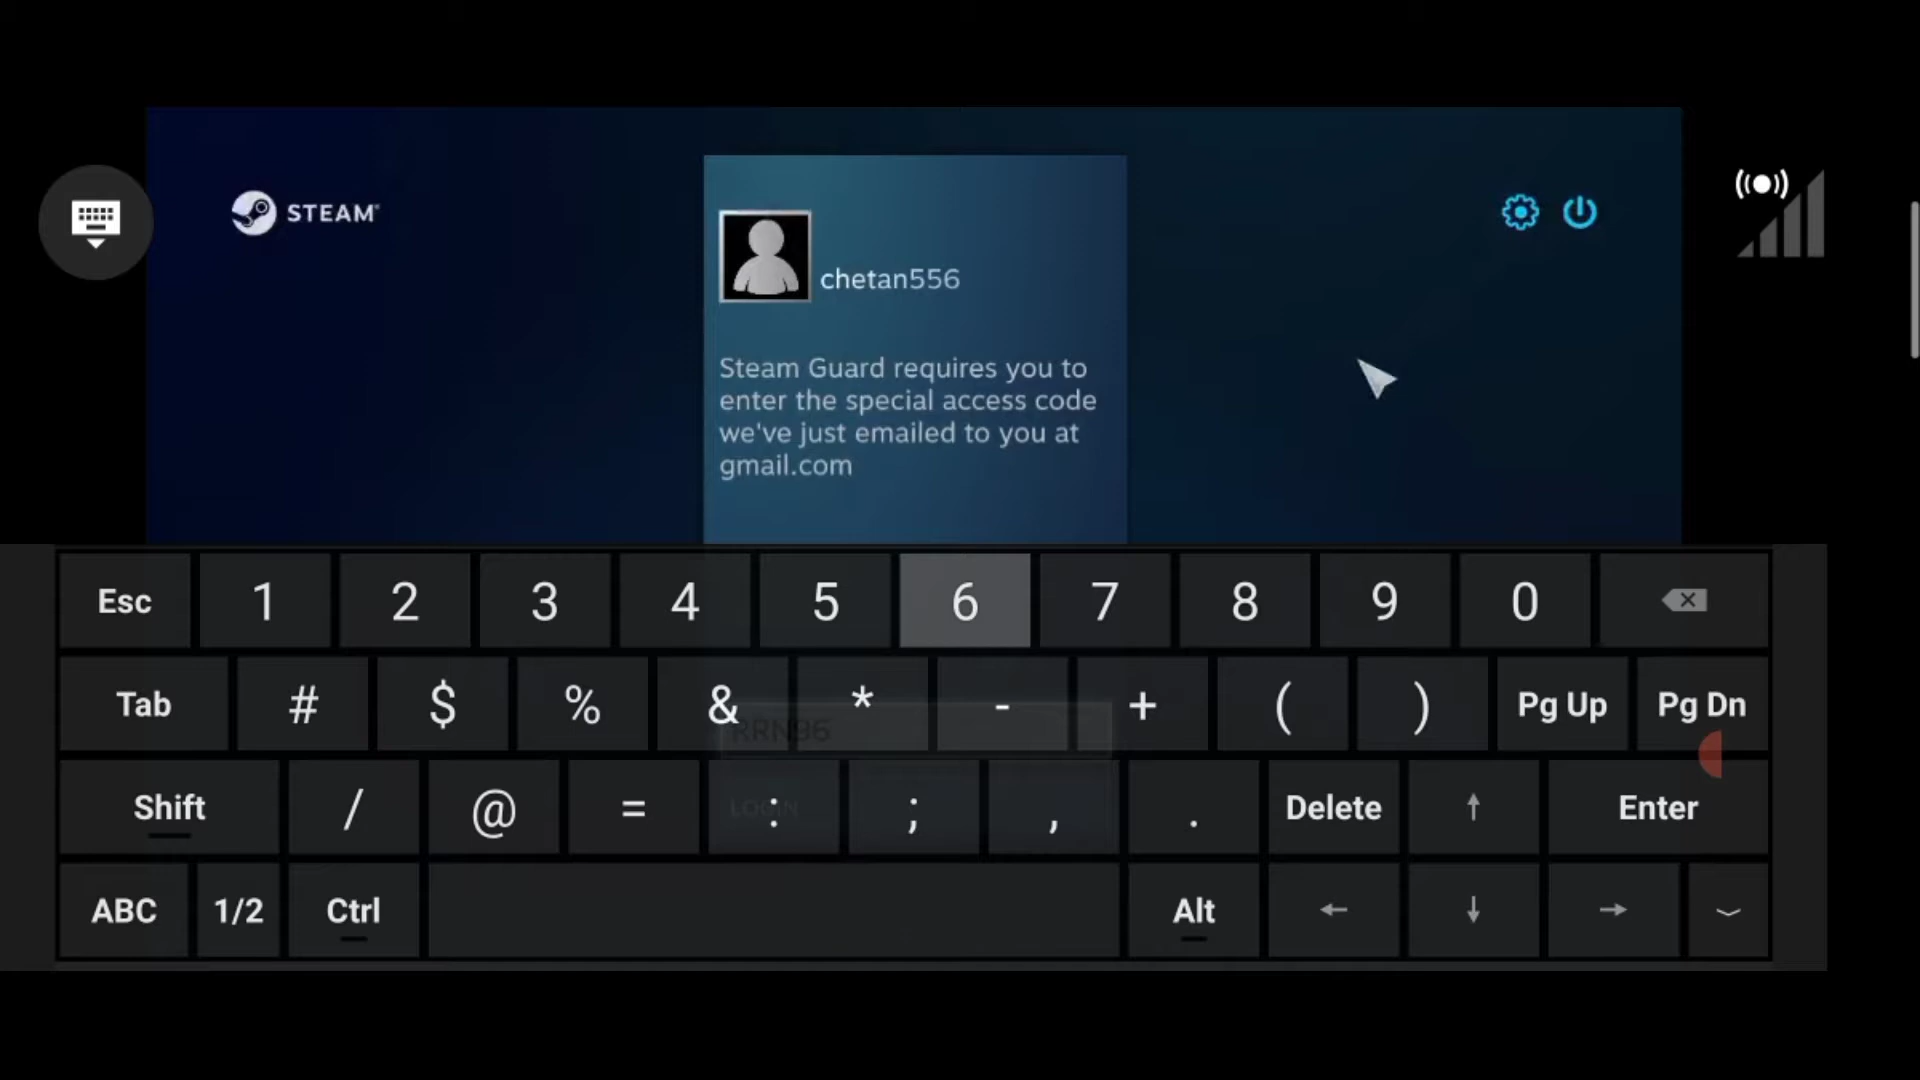 STEAM
chetan556
Steam Guard requires you to
enter the special access code
we've just emailed to you at
gmail.com
Esc 1 2 3 4 5 6 7 8 9 0
Tab # $ % & * - + ( ) Pg Up Pg Dn
RRN96
Shift / @ = : ; , . Delete ↑ Enter
LOGIN
ABC 1/2 Ctrl Alt ← ↓ →